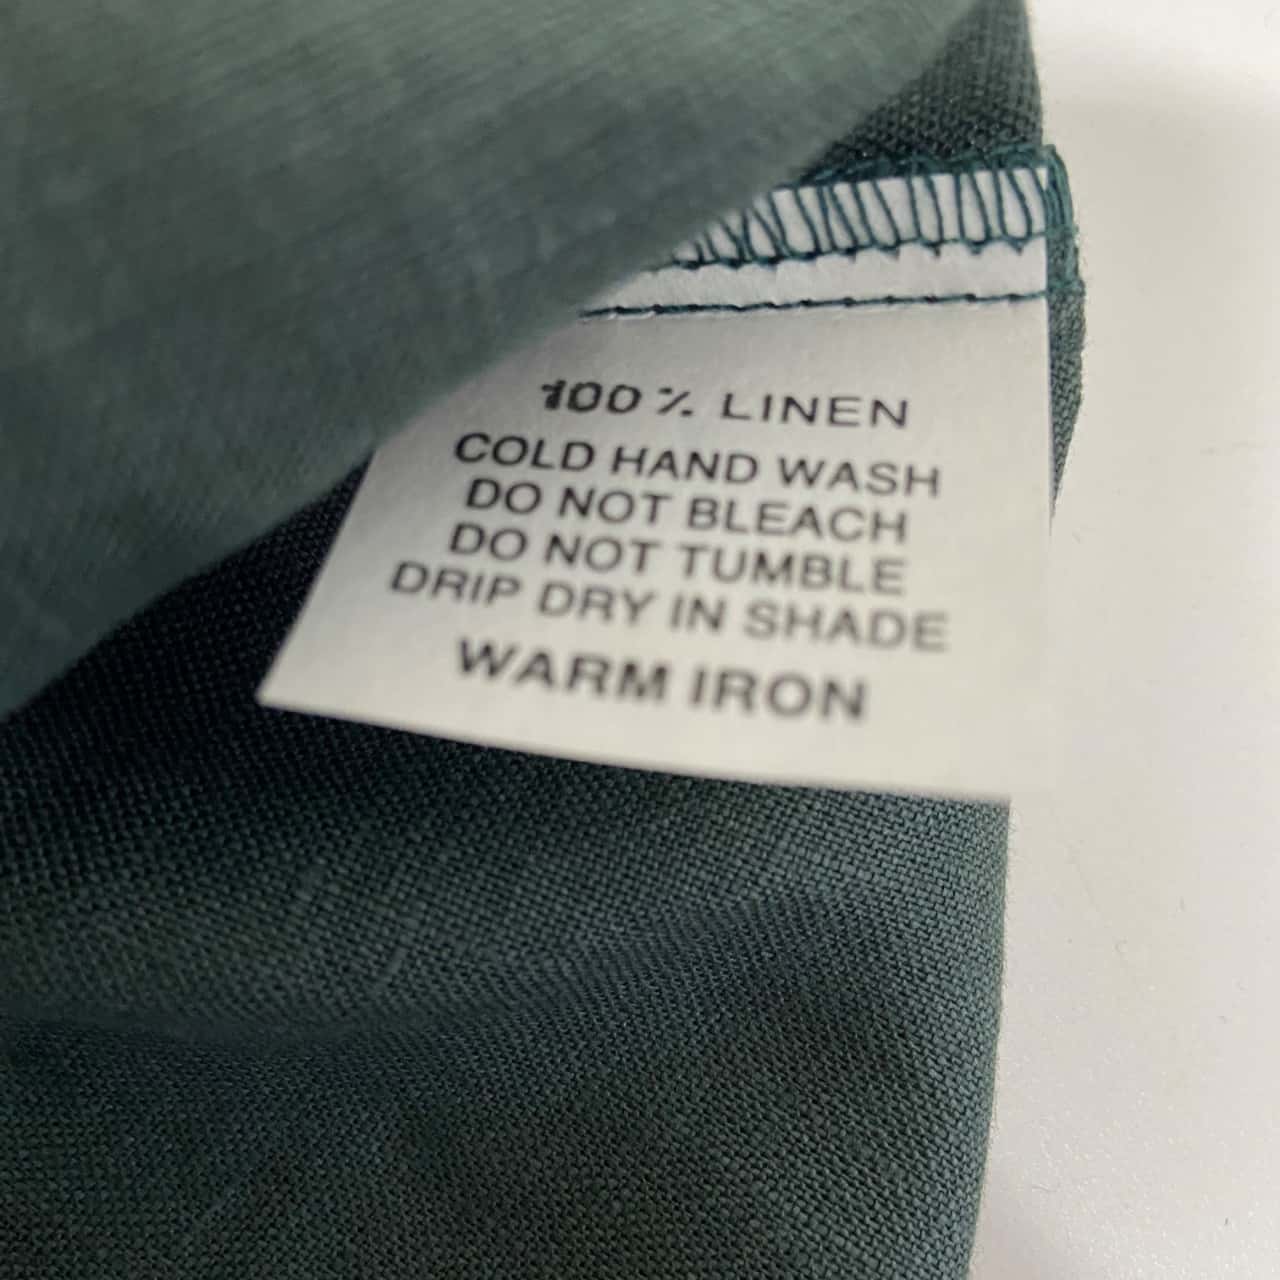 100% LINEN
COLD HAND WASH
DO NOT BLEACH
DO NOT TUMBLE
DRIP DRY IN SHADE
WARM IRON